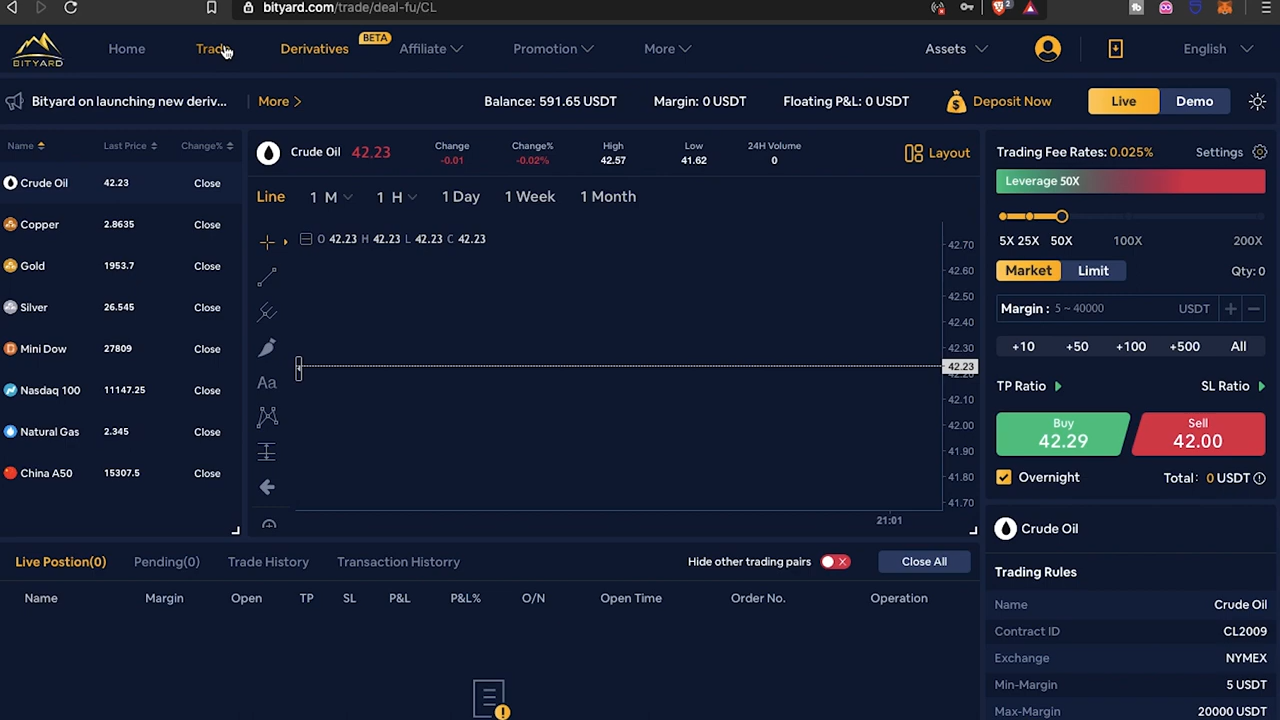 bityard.com/trade/deal-fu/CL
2
BITYARD
Home
Trade
Derivatives
BETA
Affiliate
Promotion
More
Assets
English
Bityard on launching new deriv...
More >
Balance: 591.65 USDT
Margin: 0 USDT
Floating P&L: 0 USDT
Deposit Now
Live
Demo
Name
Last Price
Change%
Crude Oil 42.23 Close
Copper 2.8635 Close
Gold 1953.7 Close
Silver 26.545 Close
Mini Dow 27809 Close
Nasdaq 100 11147.25 Close
Natural Gas 2.345 Close
China A50 15307.5 Close
Crude Oil 42.23
Change
-0.01
Change%
-0.02%
High
42.57
Low
41.62
24H Volume
0
Layout
Line 1 M 1 H 1 Day 1 Week 1 Month
O 42.23 H 42.23 L 42.23 C 42.23
Aa
42.70
42.60
42.50
42.40
42.30
42.23
42.10
42.00
41.90
41.80
41.70
21:01
Trading Fee Rates: 0.025%
Settings
Leverage 50X
5X 25X 50X 100X 200X
Market
Limit
Qty: 0
Margin : 5 ~ 40000 USDT + −
+10 +50 +100 +500 All
TP Ratio
SL Ratio
Buy
42.29
Sell
42.00
Overnight
Total: 0 USDT
Crude Oil
Trading Rules
Name Crude Oil
Contract ID CL2009
Exchange NYMEX
Min-Margin 5 USDT
Max-Margin 20000 USDT
Live Postion(0)
Pending(0)
Trade History
Transaction Historry
Hide other trading pairs
Close All
Name Margin Open TP SL P&L P&L% O/N Open Time Order No. Operation